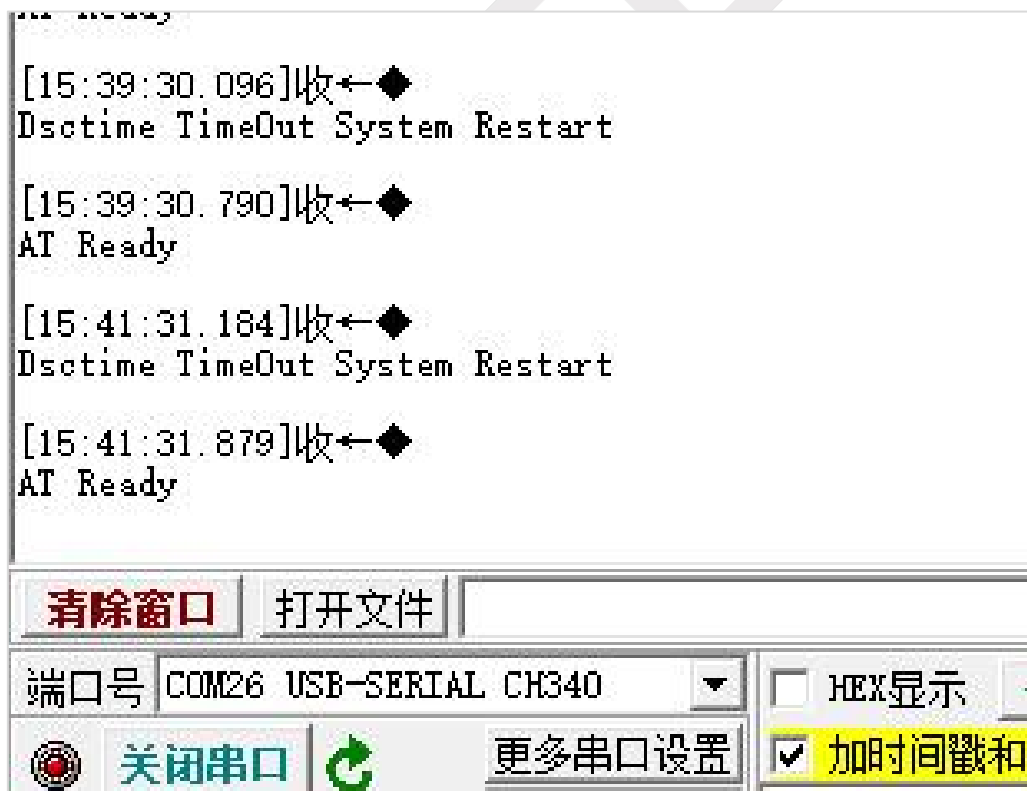 [15:39:30.096]收←◆
Dsctime TimeOut System Restart
[15:39:30.790]收←◆
AT Ready
[15:41:31.184]收←◆
Dsctime TimeOut System Restart
[15:41:31.879]收←◆
AT Ready
清除窗口 打开文件
端口号 COM26 USB-SERIAL CH340 HEX显示
关闭串口 更多串口设置 加时间戳和